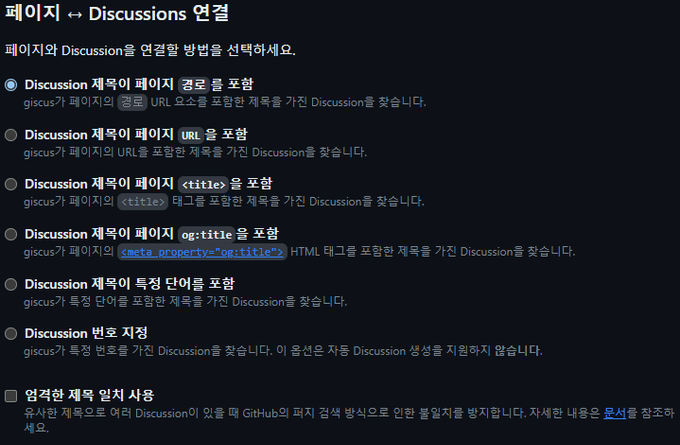 페이지 ↔ Discussions 연결
페이지와 Discussion을 연결할 방법을 선택하세요.
Discussion 제목이 페이지 경로를 포함
giscus가 페이지의 경로 URL 요소를 포함한 제목을 가진 Discussion을 찾습니다.
Discussion 제목이 페이지 URL을 포함
giscus가 페이지의 URL을 포함한 제목을 가진 Discussion을 찾습니다.
Discussion 제목이 페이지 <title>을 포함
giscus가 페이지의 <title> 태그를 포함한 제목을 가진 Discussion을 찾습니다.
Discussion 제목이 페이지 og:title을 포함
giscus가 페이지의 <meta property="og:title"> HTML 태그를 포함한 제목을 가진 Discussion을 찾습니다.
Discussion 제목이 특정 단어를 포함
giscus가 특정 단어를 포함한 제목을 가진 Discussion을 찾습니다.
Discussion 번호 지정
giscus가 특정 번호를 가진 Discussion을 찾습니다. 이 옵션은 자동 Discussion 생성을 지원하지 않습니다.
엄격한 제목 일치 사용
유사한 제목으로 여러 Discussion이 있을 때 GitHub의 퍼지 검색 방식으로 인한 불일치를 방지합니다. 자세한 내용은 문서를 참조하
세요.